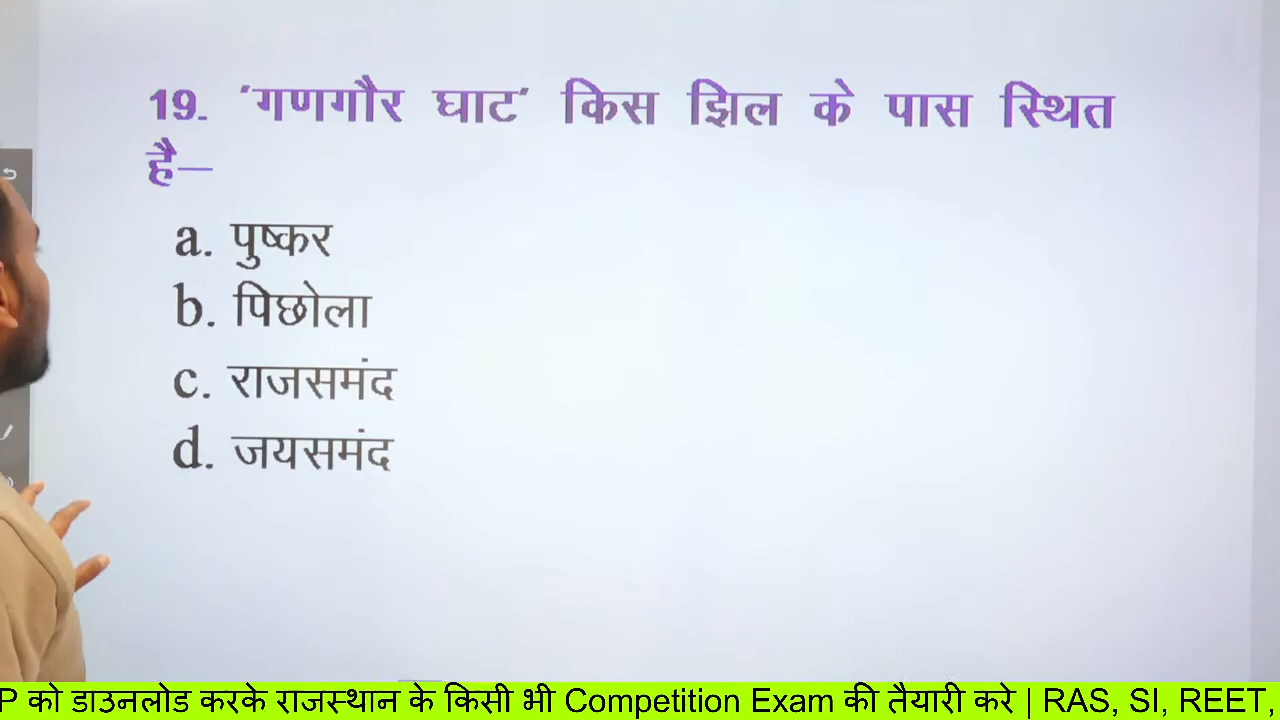 19. ′गणगौर घाट′ किस झिल के पास स्थित
है–
a. पुष्कर
b. पिछोला
c. राजसमंद
d. जयसमंद
P को डाउनलोड करके राजस्थान के किसी भी Competition Exam की तैयारी करे | RAS, SI, REET,